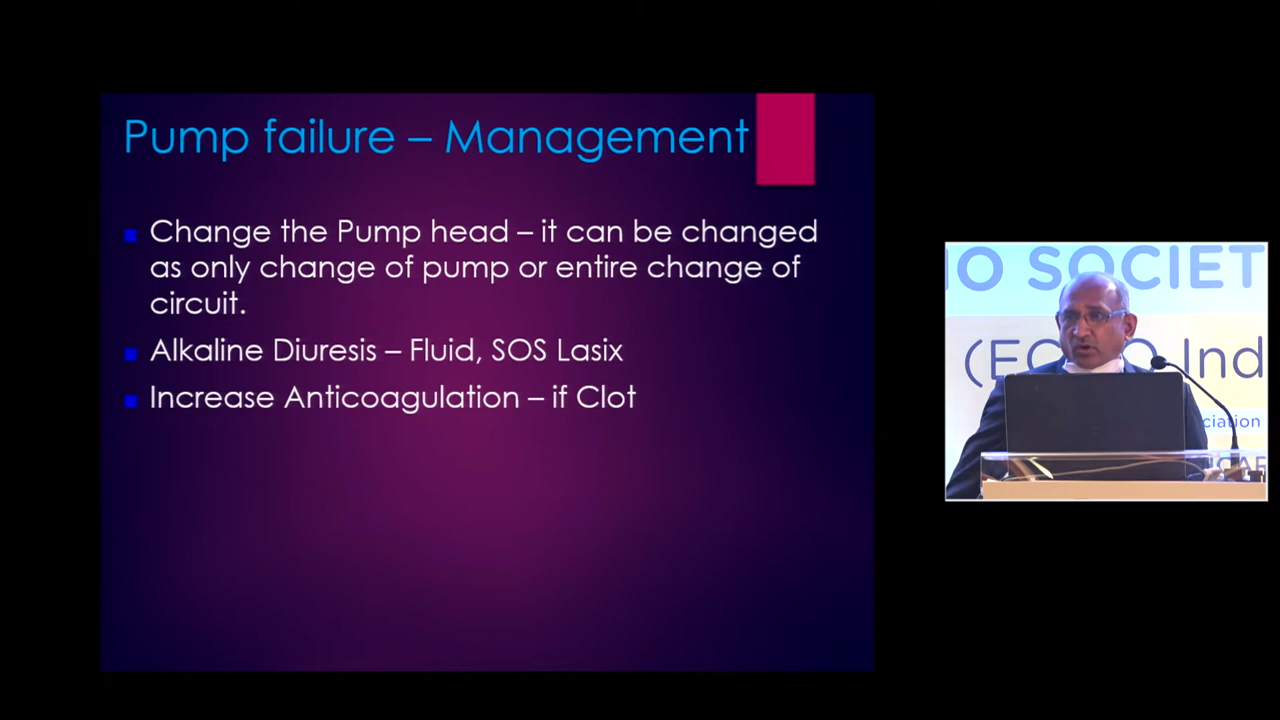 Pump failure – Management
Change the Pump head – it can be changed
as only change of pump or entire change of
circuit.
Alkaline Diuresis – Fluid, SOS Lasix
Increase Anticoagulation – if Clot
SOCIET
Ind
ciation